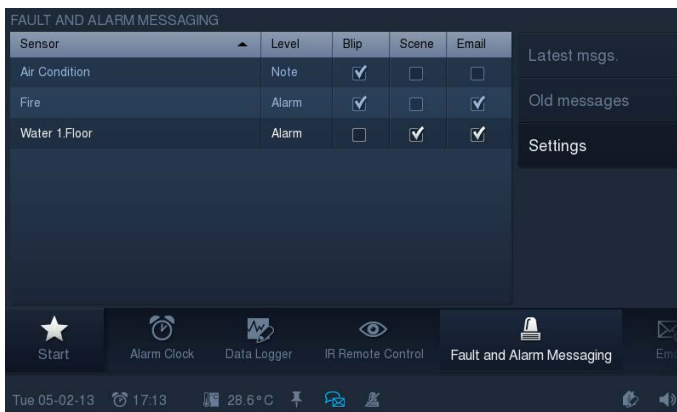 FAULT AND ALARM MESSAGING
Sensor Level Blip Scene Email
Air Condition Note
Fire Alarm
Water 1.Floor Alarm
Latest msgs.
Old messages
Settings
Start Alarm Clock Data Logger IR Remote Control Fault and Alarm Messaging
Tue 05-02-13 17:13 28.6°C